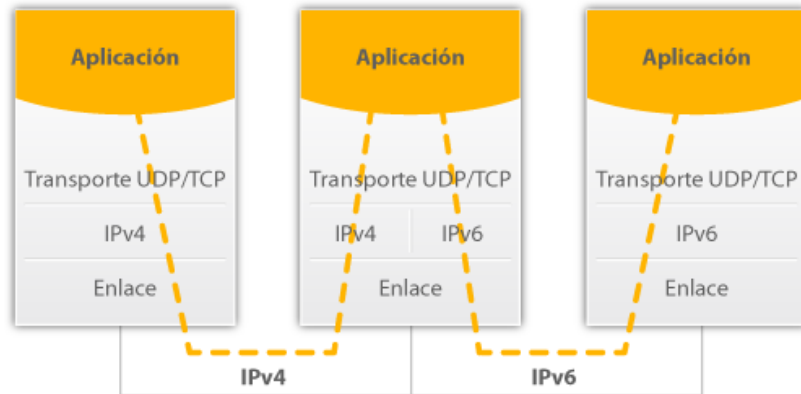 Aplicación
Aplicación
Aplicación
Transporte UDP/TCP
Transporte UDP/TCP
Transporte UDP/TCP
IPv4
IPv4
IPv6
IPv6
Enlace
Enlace
Enlace
IPv4
IPv6